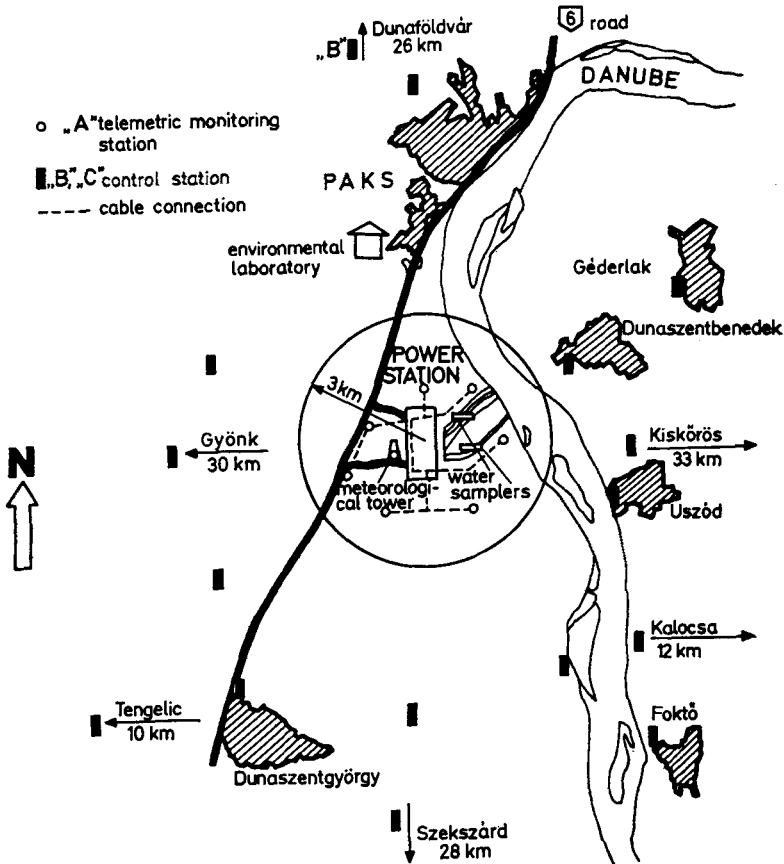 6 road
„B" Dunaföldvár
26 km
DANUBE
„A" telemetric monitoring
station
„B",„C" control station
cable connection
PAKS
environmental
laboratory
Géderlak
Dunaszentbenedek
POWER
STATION
3km
Gyönk
30 km
Kiskőrös
33 km
N
meteorologi-
cal tower
water
samplers
Uszód
Kalocsa
12 km
Tengelic
10 km
Foktő
Dunaszentgyörgy
Szekszárd
28 km